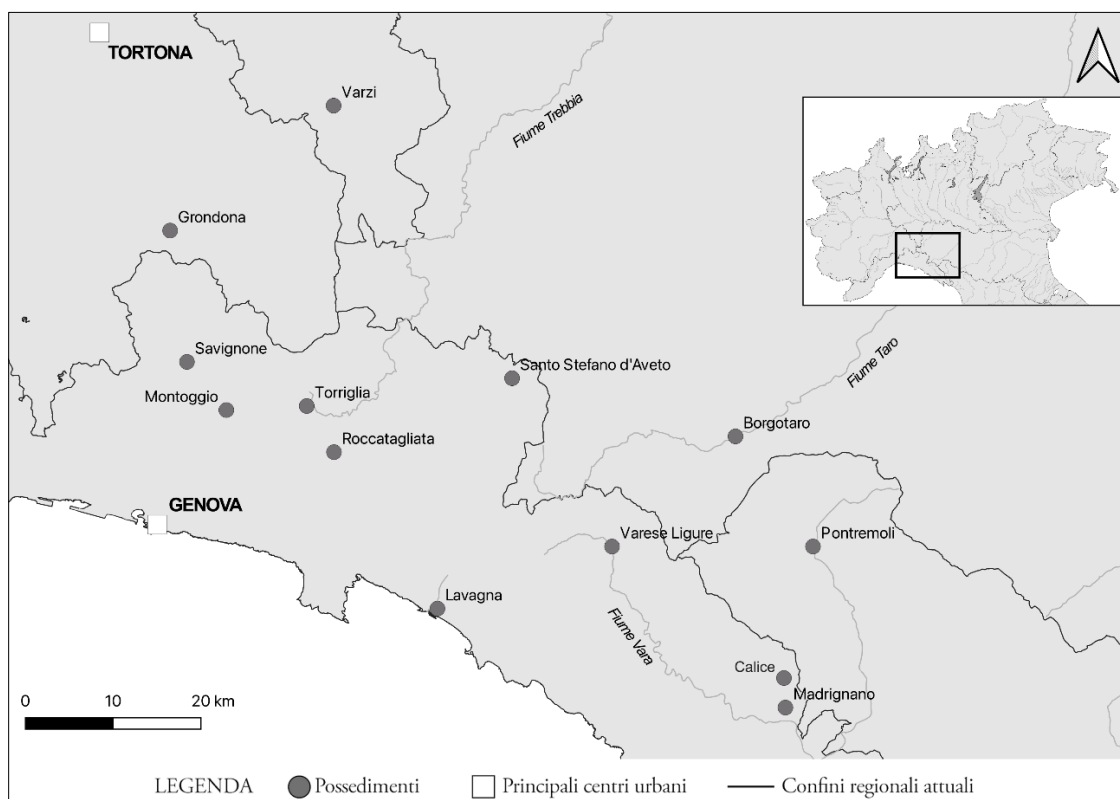 TORTONA
Varzi
Fiume Trebbia
Grondona
Savignone
Santo Stefano d'Aveto
Fiume Taro
Montoggio
Torriglia
Borgotaro
Roccatagliata
GENOVA
Varese Ligure
Pontremoli
Lavagna
Fiume Vara
Calice
Madrignano
0 10 20 km
LEGENDA Possedimenti Principali centri urbani Confini regionali attuali